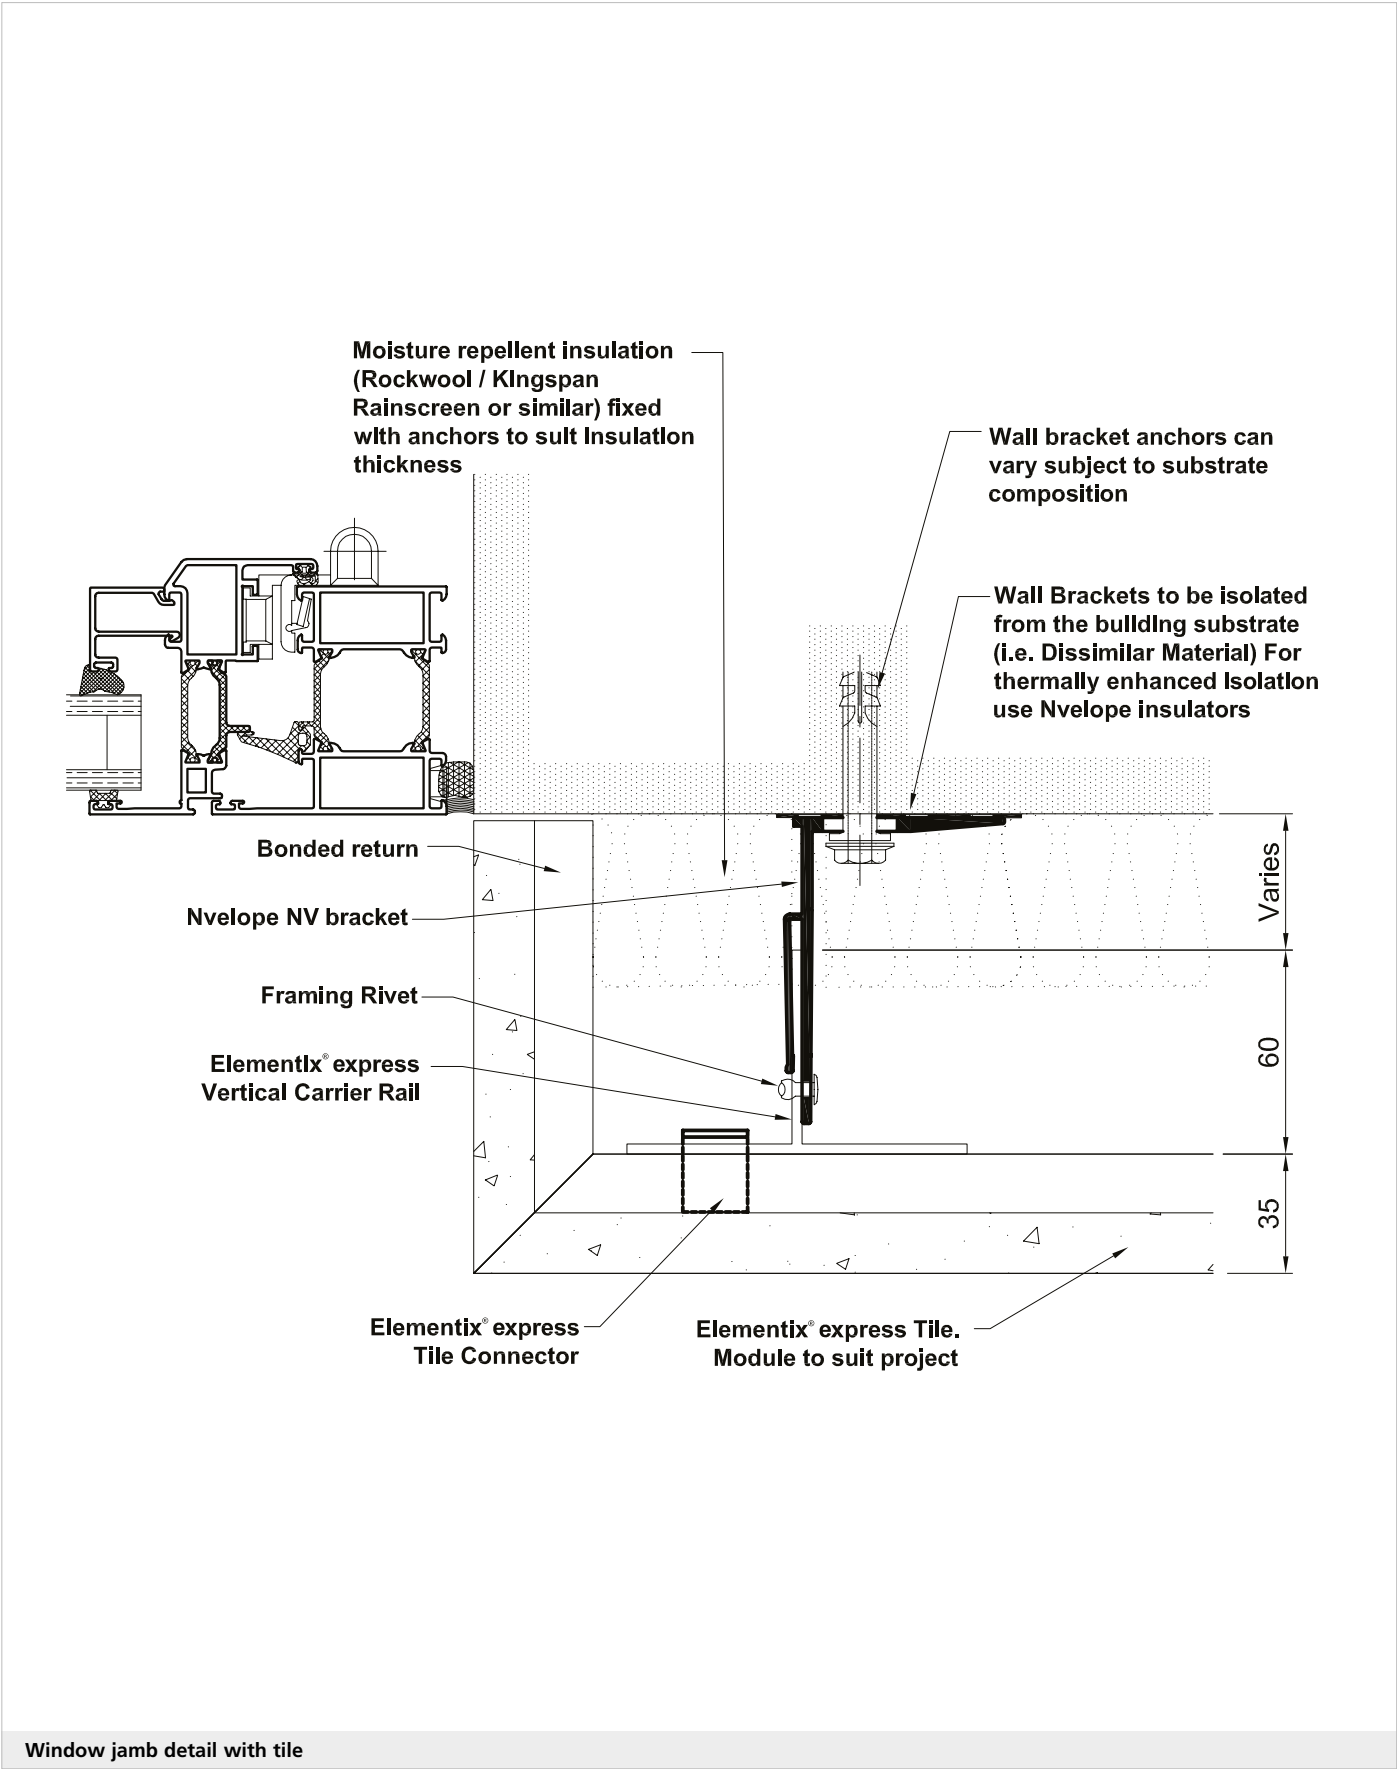 Moisture repellent insulation
(Rockwool / KIngspan
Rainscreen or similar) fixed
wIth anchors to suIt InsulatIon
thickness
Wall bracket anchors can
vary subject to substrate
composition
Wall Brackets to be isolated
from the buIldIng substrate
(i.e. Dissimilar Material) For
thermally enhanced IsolatIon
use Nvelope insulators
Bonded return
Nvelope NV bracket
Framing Rivet
ElementIx® express
Vertical Carrier Rail
Varies
60
35
Elementix® express
Tile Connector
Elementix® express Tile.
Module to suit project
Window jamb detail with tile